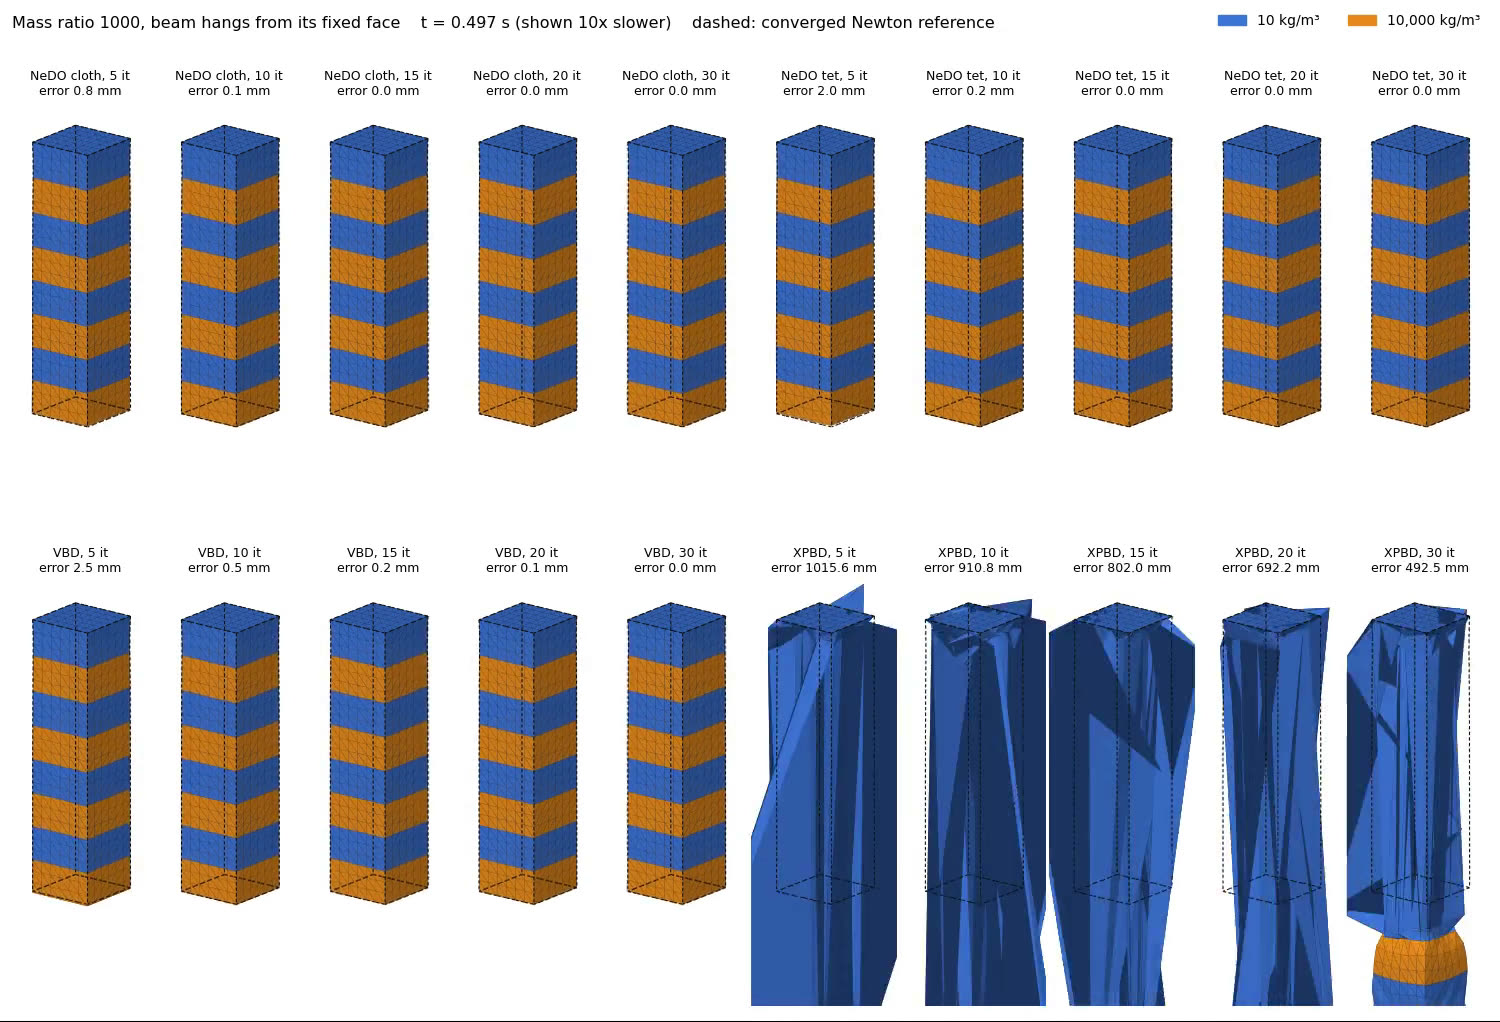 Mass ratio 1000, beam hangs from its fixed face    t = 0.497 s (shown 10x slower)    dashed: converged Newton reference
10 kg/m³    10,000 kg/m³
NeDO cloth, 5 it
error 0.8 mm
NeDO cloth, 10 it
error 0.1 mm
NeDO cloth, 15 it
error 0.0 mm
NeDO cloth, 20 it
error 0.0 mm
NeDO cloth, 30 it
error 0.0 mm
NeDO tet, 5 it
error 2.0 mm
NeDO tet, 10 it
error 0.2 mm
NeDO tet, 15 it
error 0.0 mm
NeDO tet, 20 it
error 0.0 mm
NeDO tet, 30 it
error 0.0 mm
VBD, 5 it
error 2.5 mm
VBD, 10 it
error 0.5 mm
VBD, 15 it
error 0.2 mm
VBD, 20 it
error 0.1 mm
VBD, 30 it
error 0.0 mm
XPBD, 5 it
error 1015.6 mm
XPBD, 10 it
error 910.8 mm
XPBD, 15 it
error 802.0 mm
XPBD, 20 it
error 692.2 mm
XPBD, 30 it
error 492.5 mm